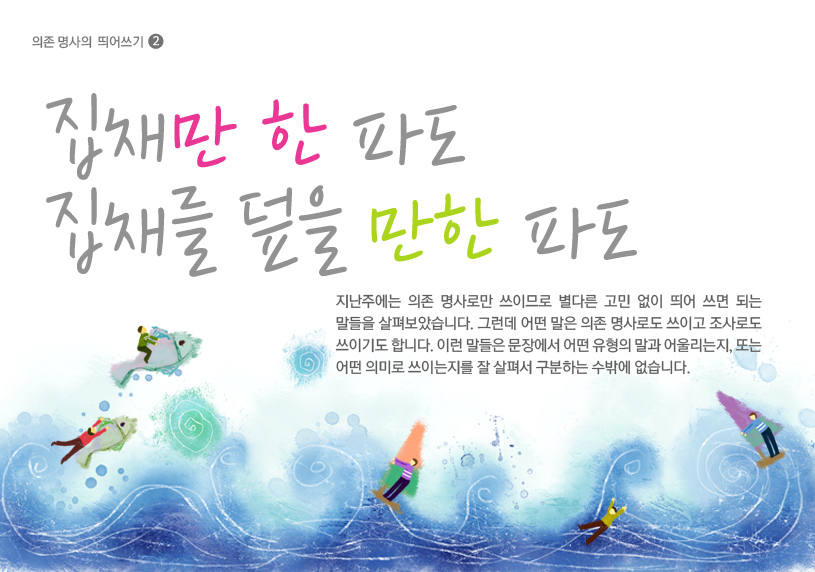 의존 명사의 띄어쓰기 2
집채만 한 파도
집채를 덮을 만한 파도
지난주에는 의존 명사로만 쓰이므로 별다른 고민 없이 띄어 쓰면 되는
말들을 살펴보았습니다. 그런데 어떤 말은 의존 명사로도 쓰이고 조사로도
쓰이기도 합니다. 이런 말들은 문장에서 어떤 유형의 말과 어울리는지, 또는
어떤 의미로 쓰이는지를 잘 살펴서 구분하는 수밖에 없습니다.